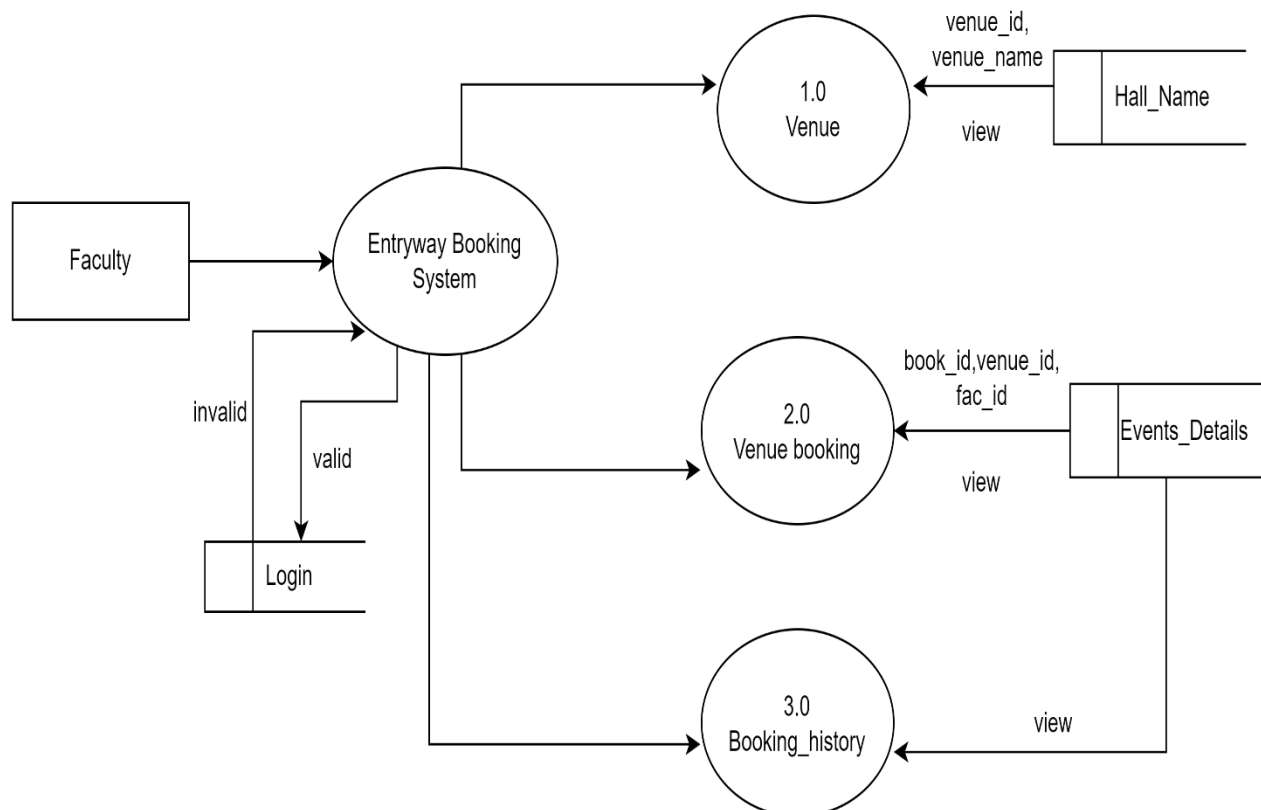 venue_id,
venue_name
1.0
Venue
Hall_Name
view
Faculty
Entryway Booking
System
invalid
valid
Login
book_id,venue_id,
fac_id
2.0
Venue booking
Events_Details
view
3.0
Booking_history
view